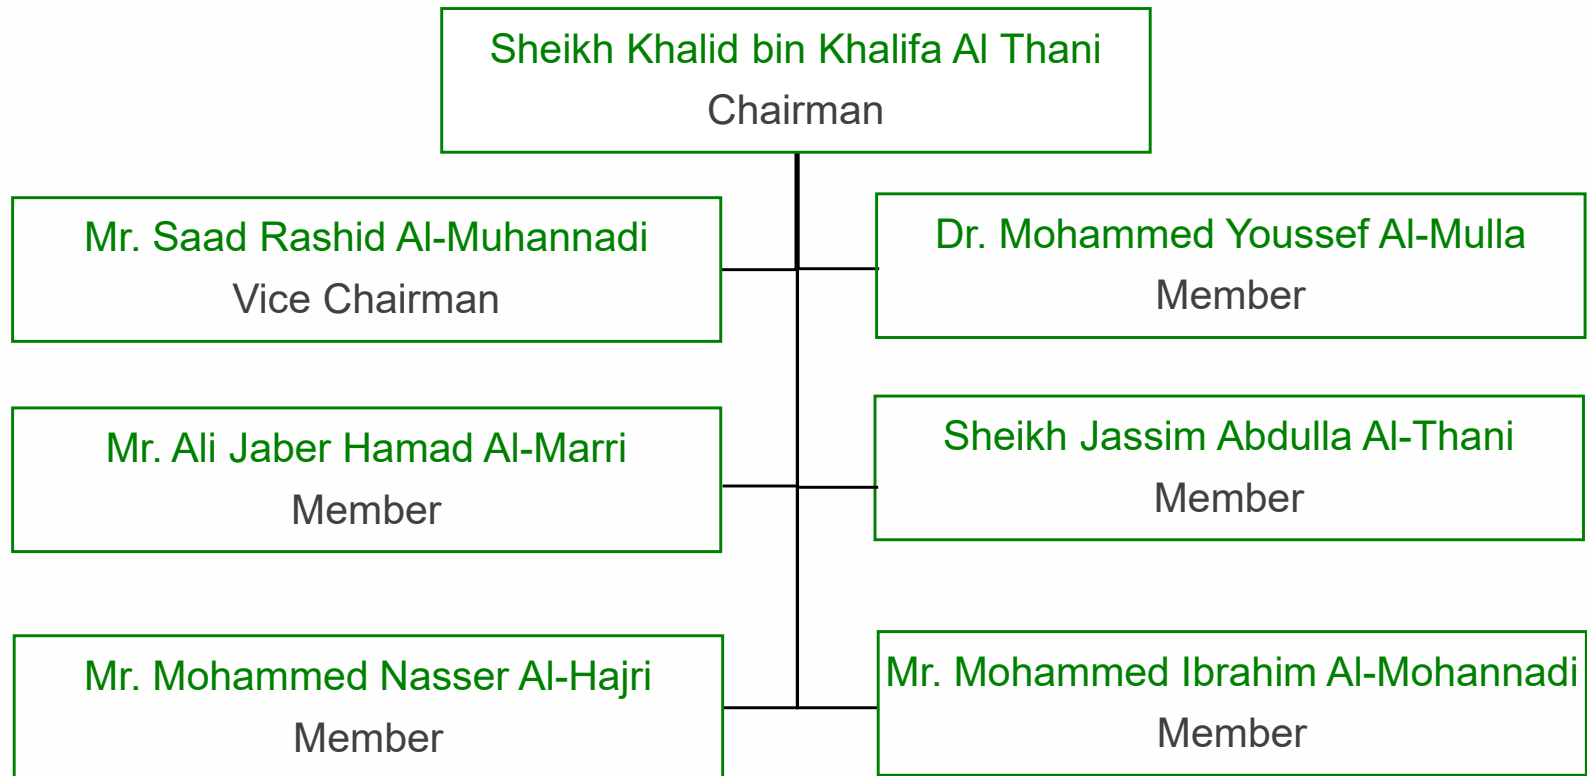 Sheikh Khalid bin Khalifa Al Thani
Chairman
Mr. Saad Rashid Al-Muhannadi
Vice Chairman
Dr. Mohammed Youssef Al-Mulla
Member
Mr. Ali Jaber Hamad Al-Marri
Member
Sheikh Jassim Abdulla Al-Thani
Member
Mr. Mohammed Nasser Al-Hajri
Member
Mr. Mohammed Ibrahim Al-Mohannadi
Member